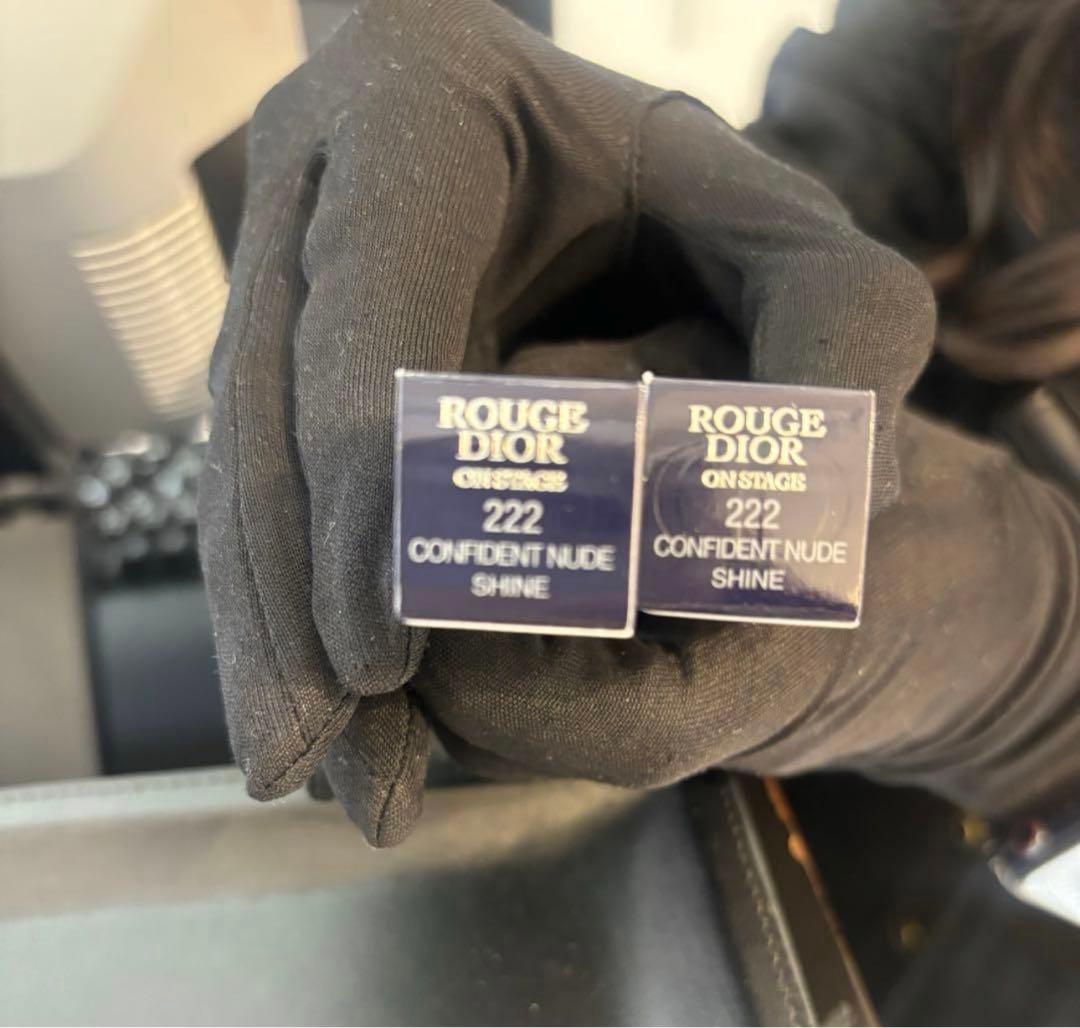 ROUGE
DIOR
ON STAGE
222
CONFIDENT NUDE
SHINE
ROUGE
DIOR
ON STAGE
222
CONFIDENT NUDE
SHINE